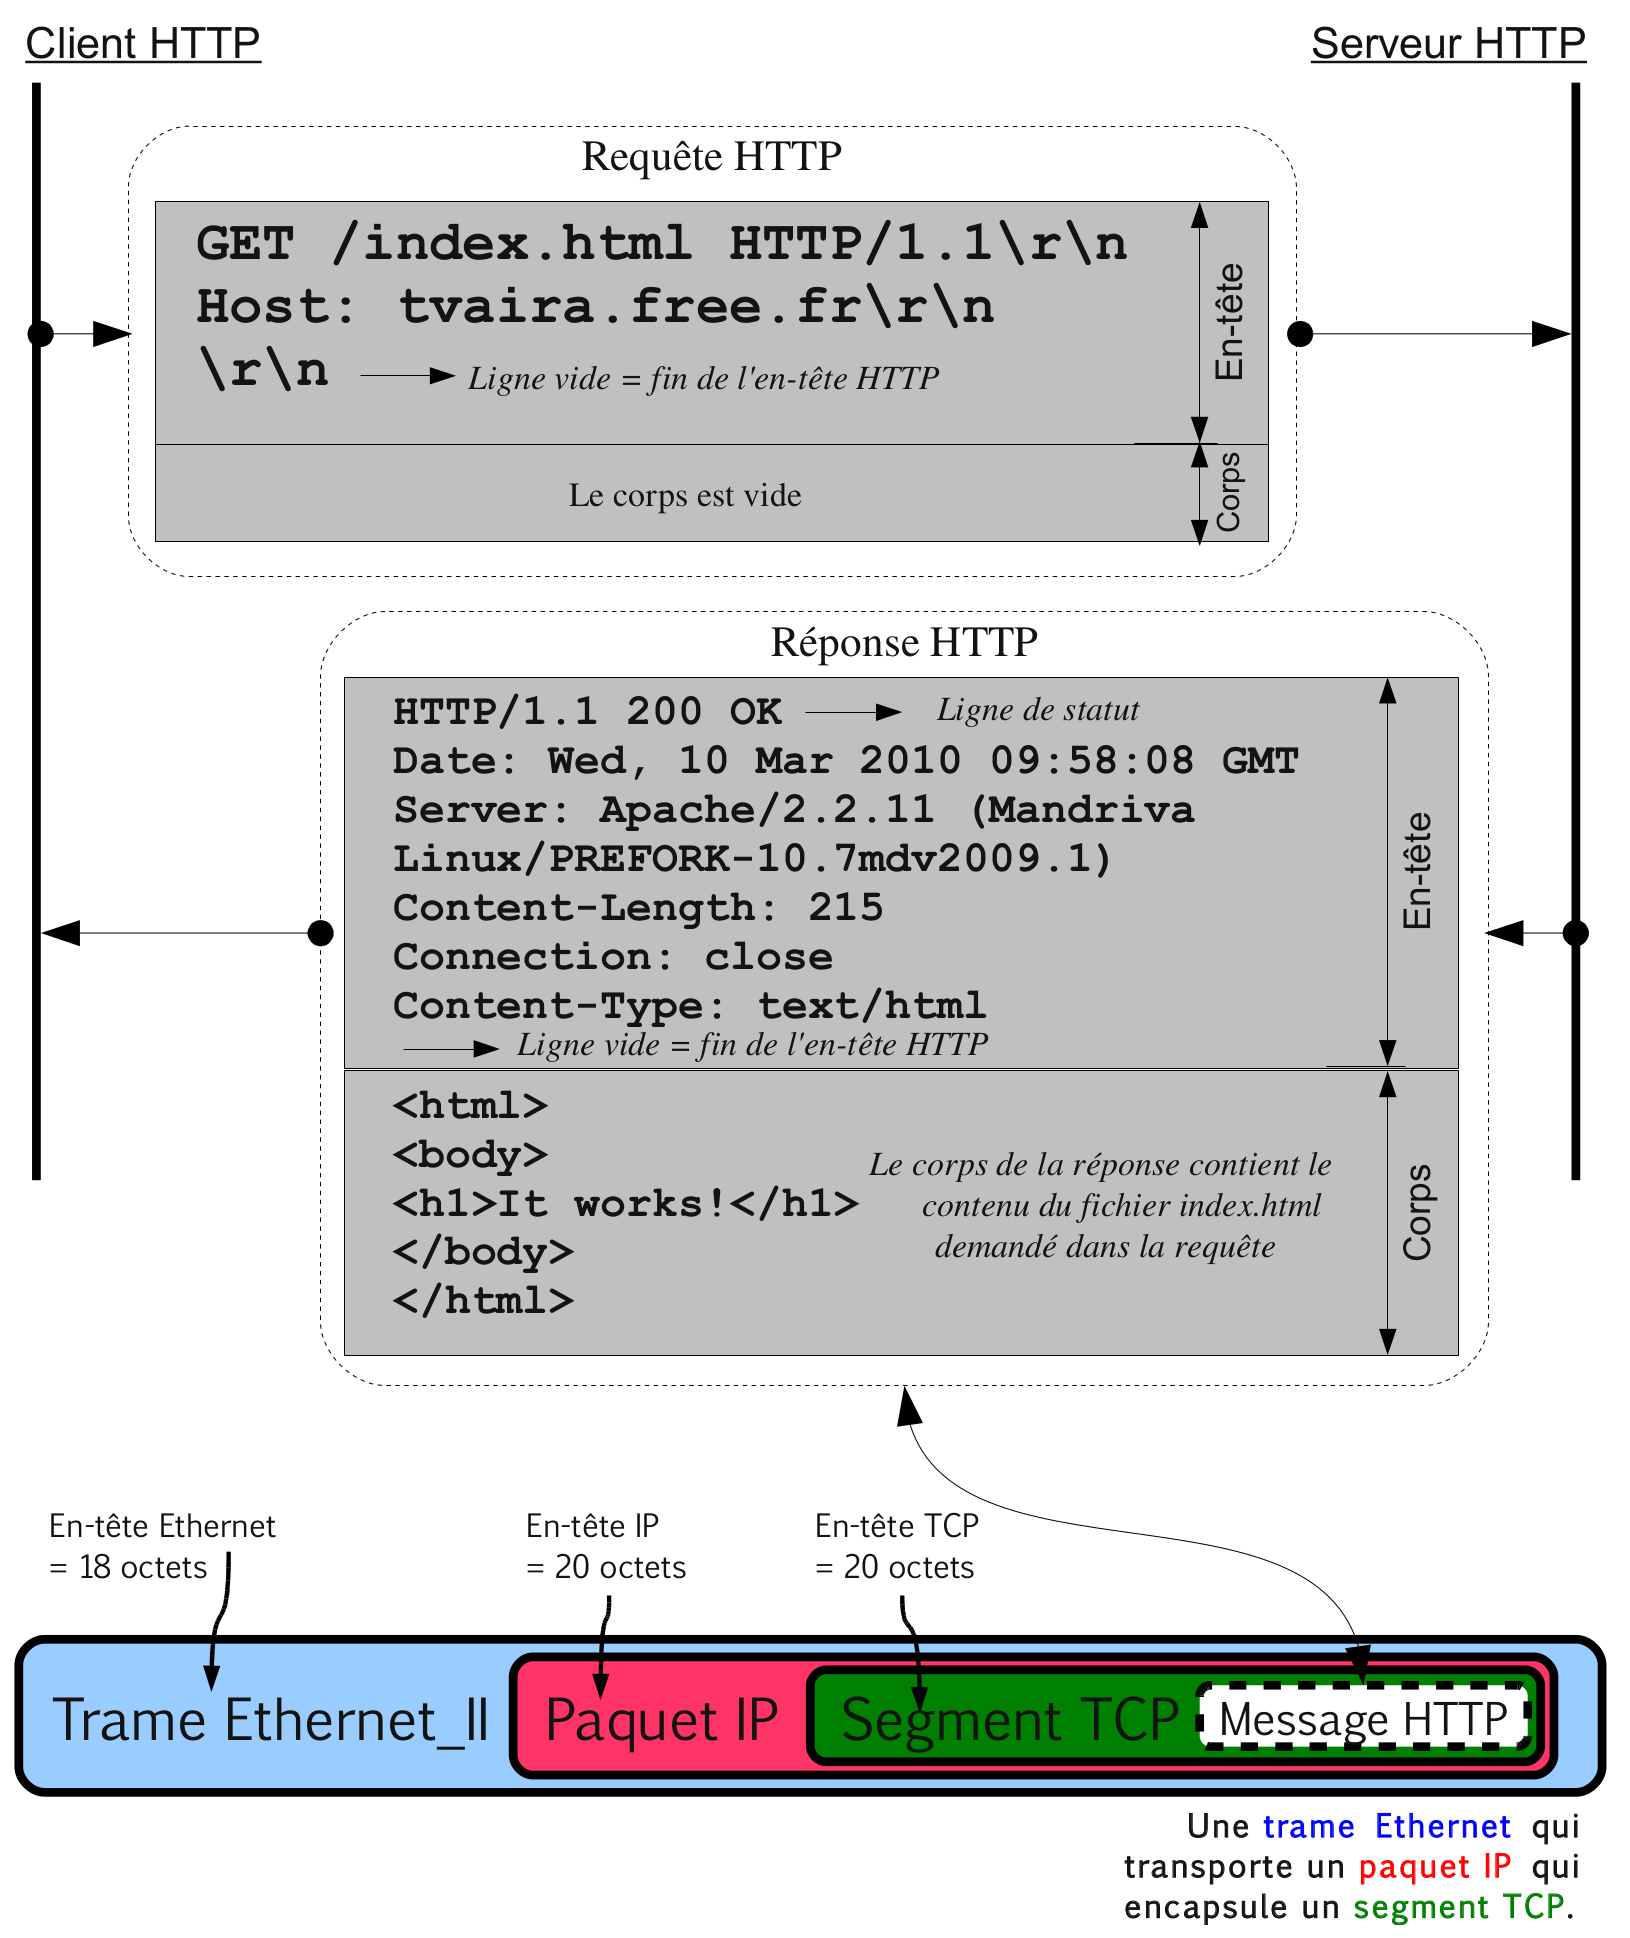 Client HTTP
Serveur HTTP
Requête HTTP
GET /index.html HTTP/1.1\r\n
Host: tvaira.free.fr\r\n
\r\n
Ligne vide = fin de l'en-tête HTTP
En-tête
Le corps est vide
Corps
Réponse HTTP
HTTP/1.1 200 OK
Ligne de statut
Date: Wed, 10 Mar 2010 09:58:08 GMT
Server: Apache/2.2.11 (Mandriva
Linux/PREFORK-10.7mdv2009.1)
Content-Length: 215
Connection: close
Content-Type: text/html
Ligne vide = fin de l'en-tête HTTP
En-tête
<html>
<body>
<h1>It works!</h1>
</body>
</html>
Le corps de la réponse contient le
contenu du fichier index.html
demandé dans la requête
Corps
En-tête Ethernet
= 18 octets
En-tête IP
= 20 octets
En-tête TCP
= 20 octets
Trame Ethernet_II
Paquet IP
Segment TCP
Message HTTP
Une trame Ethernet qui
transporte un paquet IP qui
encapsule un segment TCP.